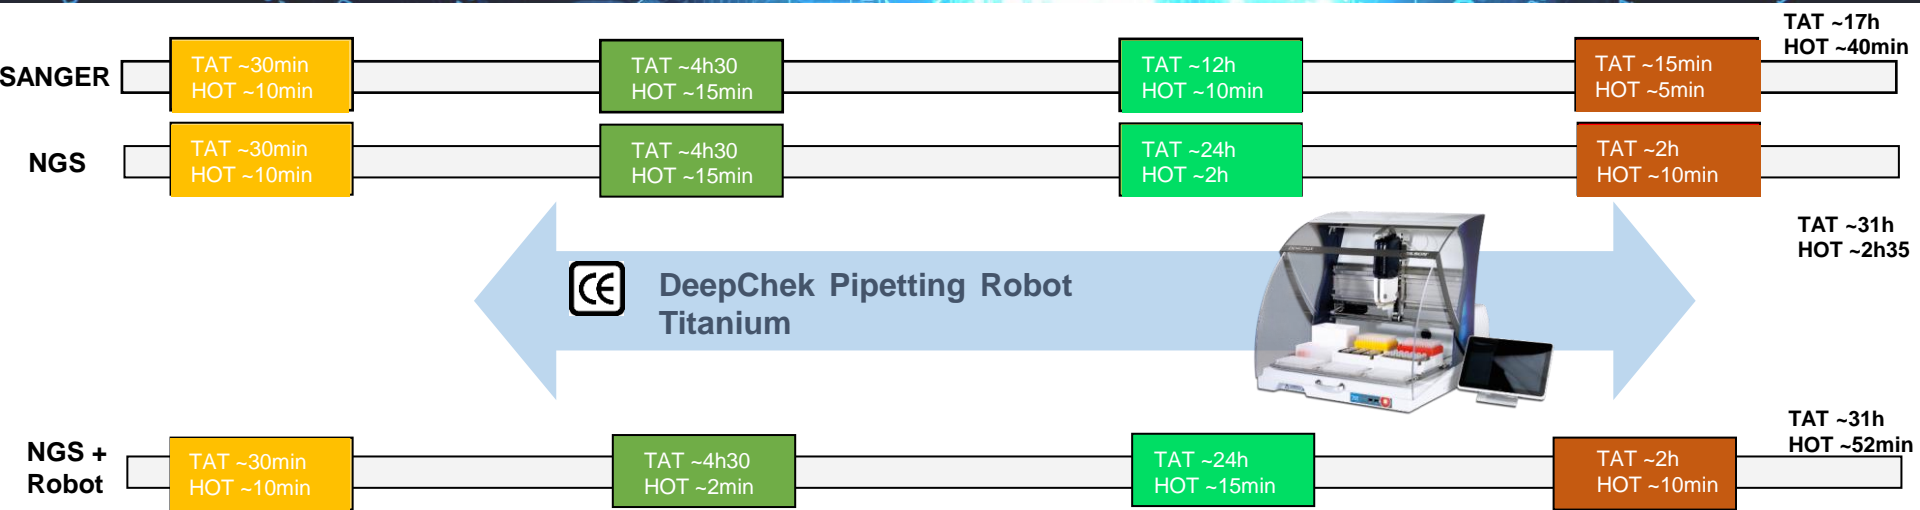 TAT ~17h
HOT ~40min
SANGER
TAT ~30min
HOT ~10min
TAT ~4h30
HOT ~15min
TAT ~12h
HOT ~10min
TAT ~15min
HOT ~5min
NGS
TAT ~30min
HOT ~10min
TAT ~4h30
HOT ~15min
TAT ~24h
HOT ~2h
TAT ~2h
HOT ~10min
TAT ~31h
HOT ~2h35
CE
DeepChek Pipetting Robot
Titanium
TAT ~31h
HOT ~52min
NGS +
Robot
TAT ~30min
HOT ~10min
TAT ~4h30
HOT ~2min
TAT ~24h
HOT ~15min
TAT ~2h
HOT ~10min